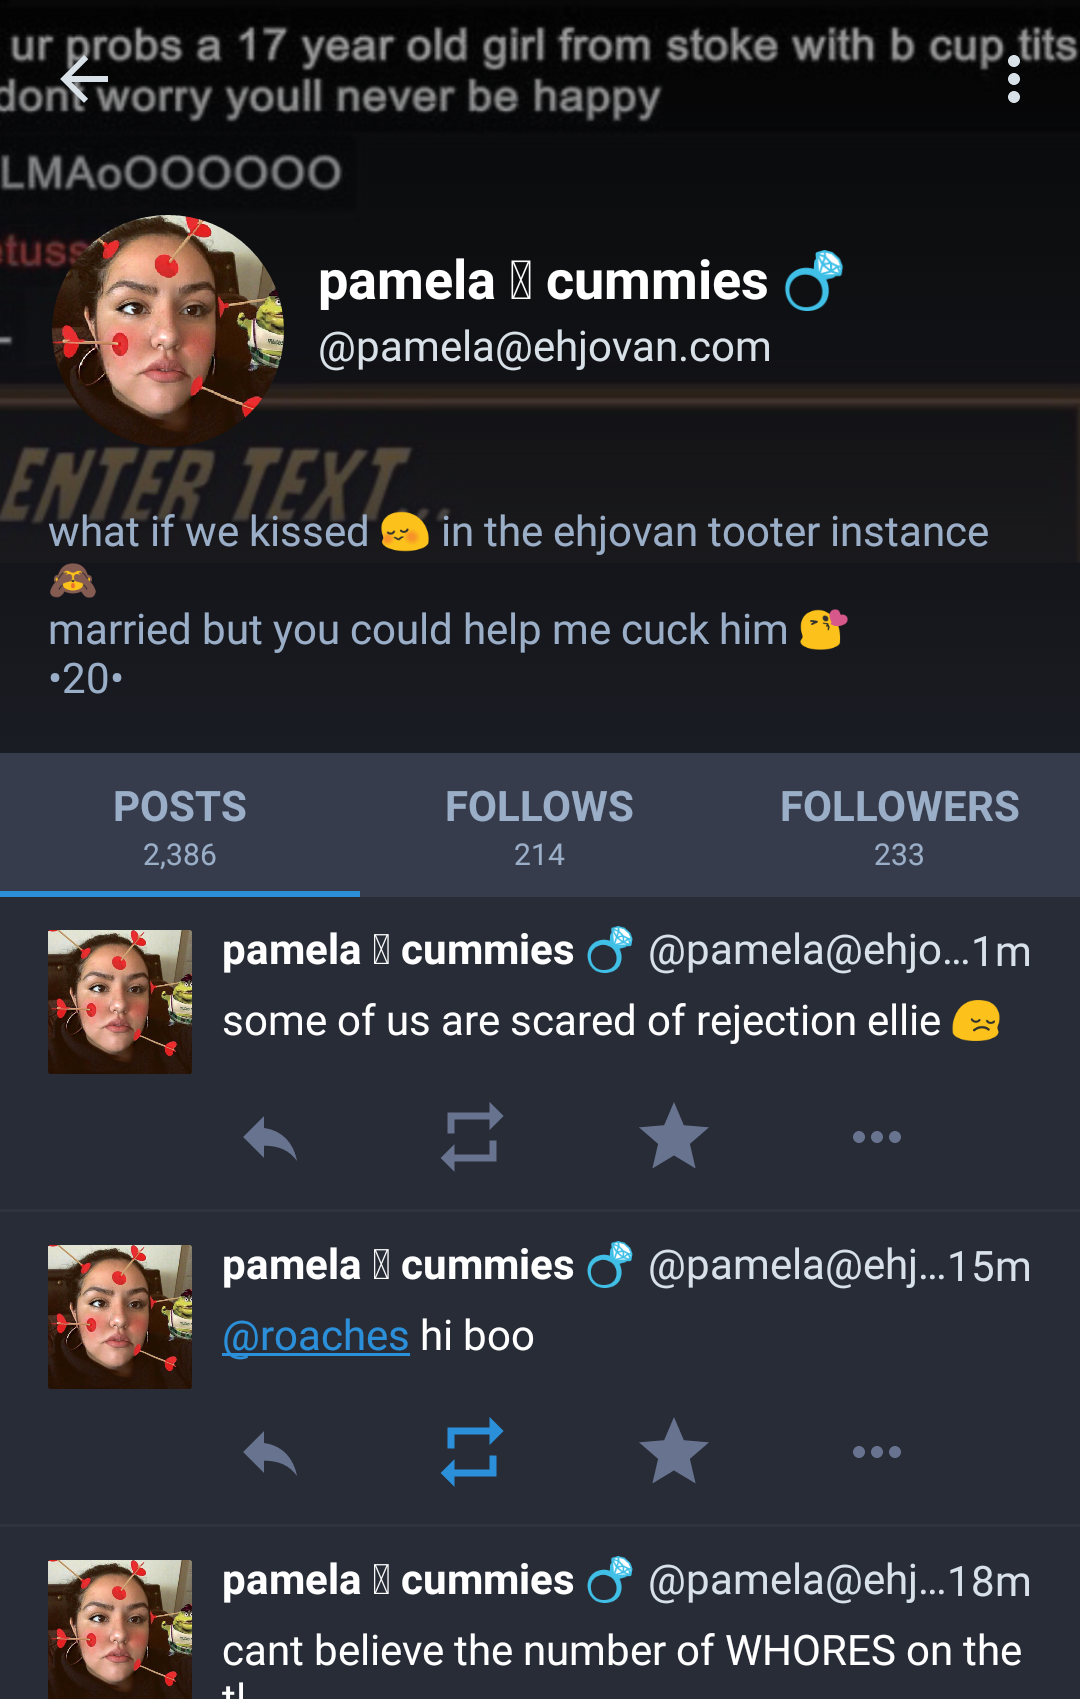 ur probs a 17 year old girl from stoke with b cup tits
dont worry youll never be happy
LMAoOOOOOO
pamela cummies 💍
@pamela@ehjovan.com
ENTER TEXT...
what if we kissed 😌 in the ehjovan tooter instance
🙈
married but you could help me cuck him 😘
•20•
POSTS FOLLOWS FOLLOWERS
2,386 214 233
pamela cummies 💍 @pamela@ehjo...1m
some of us are scared of rejection ellie 😔
pamela cummies 💍 @pamela@ehj...15m
@roaches hi boo
pamela cummies 💍 @pamela@ehj...18m
cant believe the number of WHORES on the